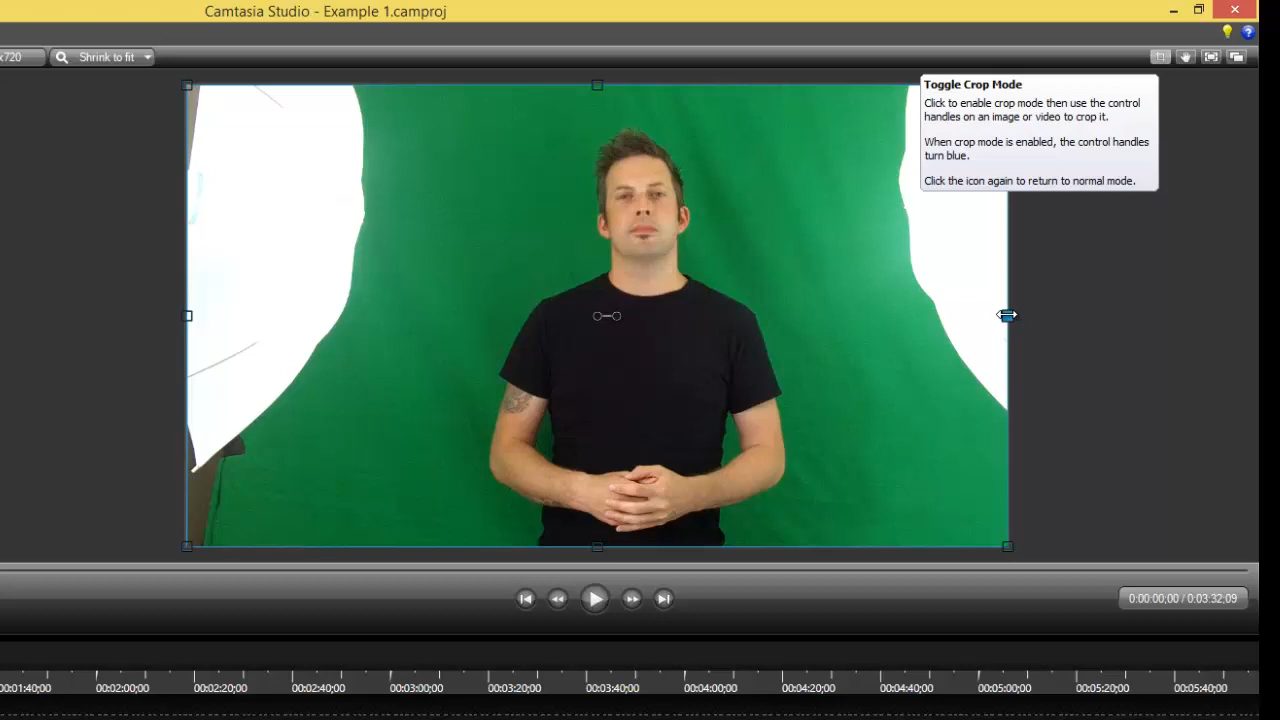 Camtasia Studio - Example 1.camproj
x720
Shrink to fit
Toggle Crop Mode
Click to enable crop mode then use the control
handles on an image or video to crop it.
When crop mode is enabled, the control handles
turn blue.
Click the icon again to return to normal mode.
0:00:00;00 / 0:03:32;09
00:01:40;00 00:02:00;00 00:02:20;00 00:02:40;00 00:03:00;00 00:03:20;00 00:03:40;00 00:04:00;00 00:04:20;00 00:04:40;00 00:05:00;00 00:05:20;00 00:05:40;00